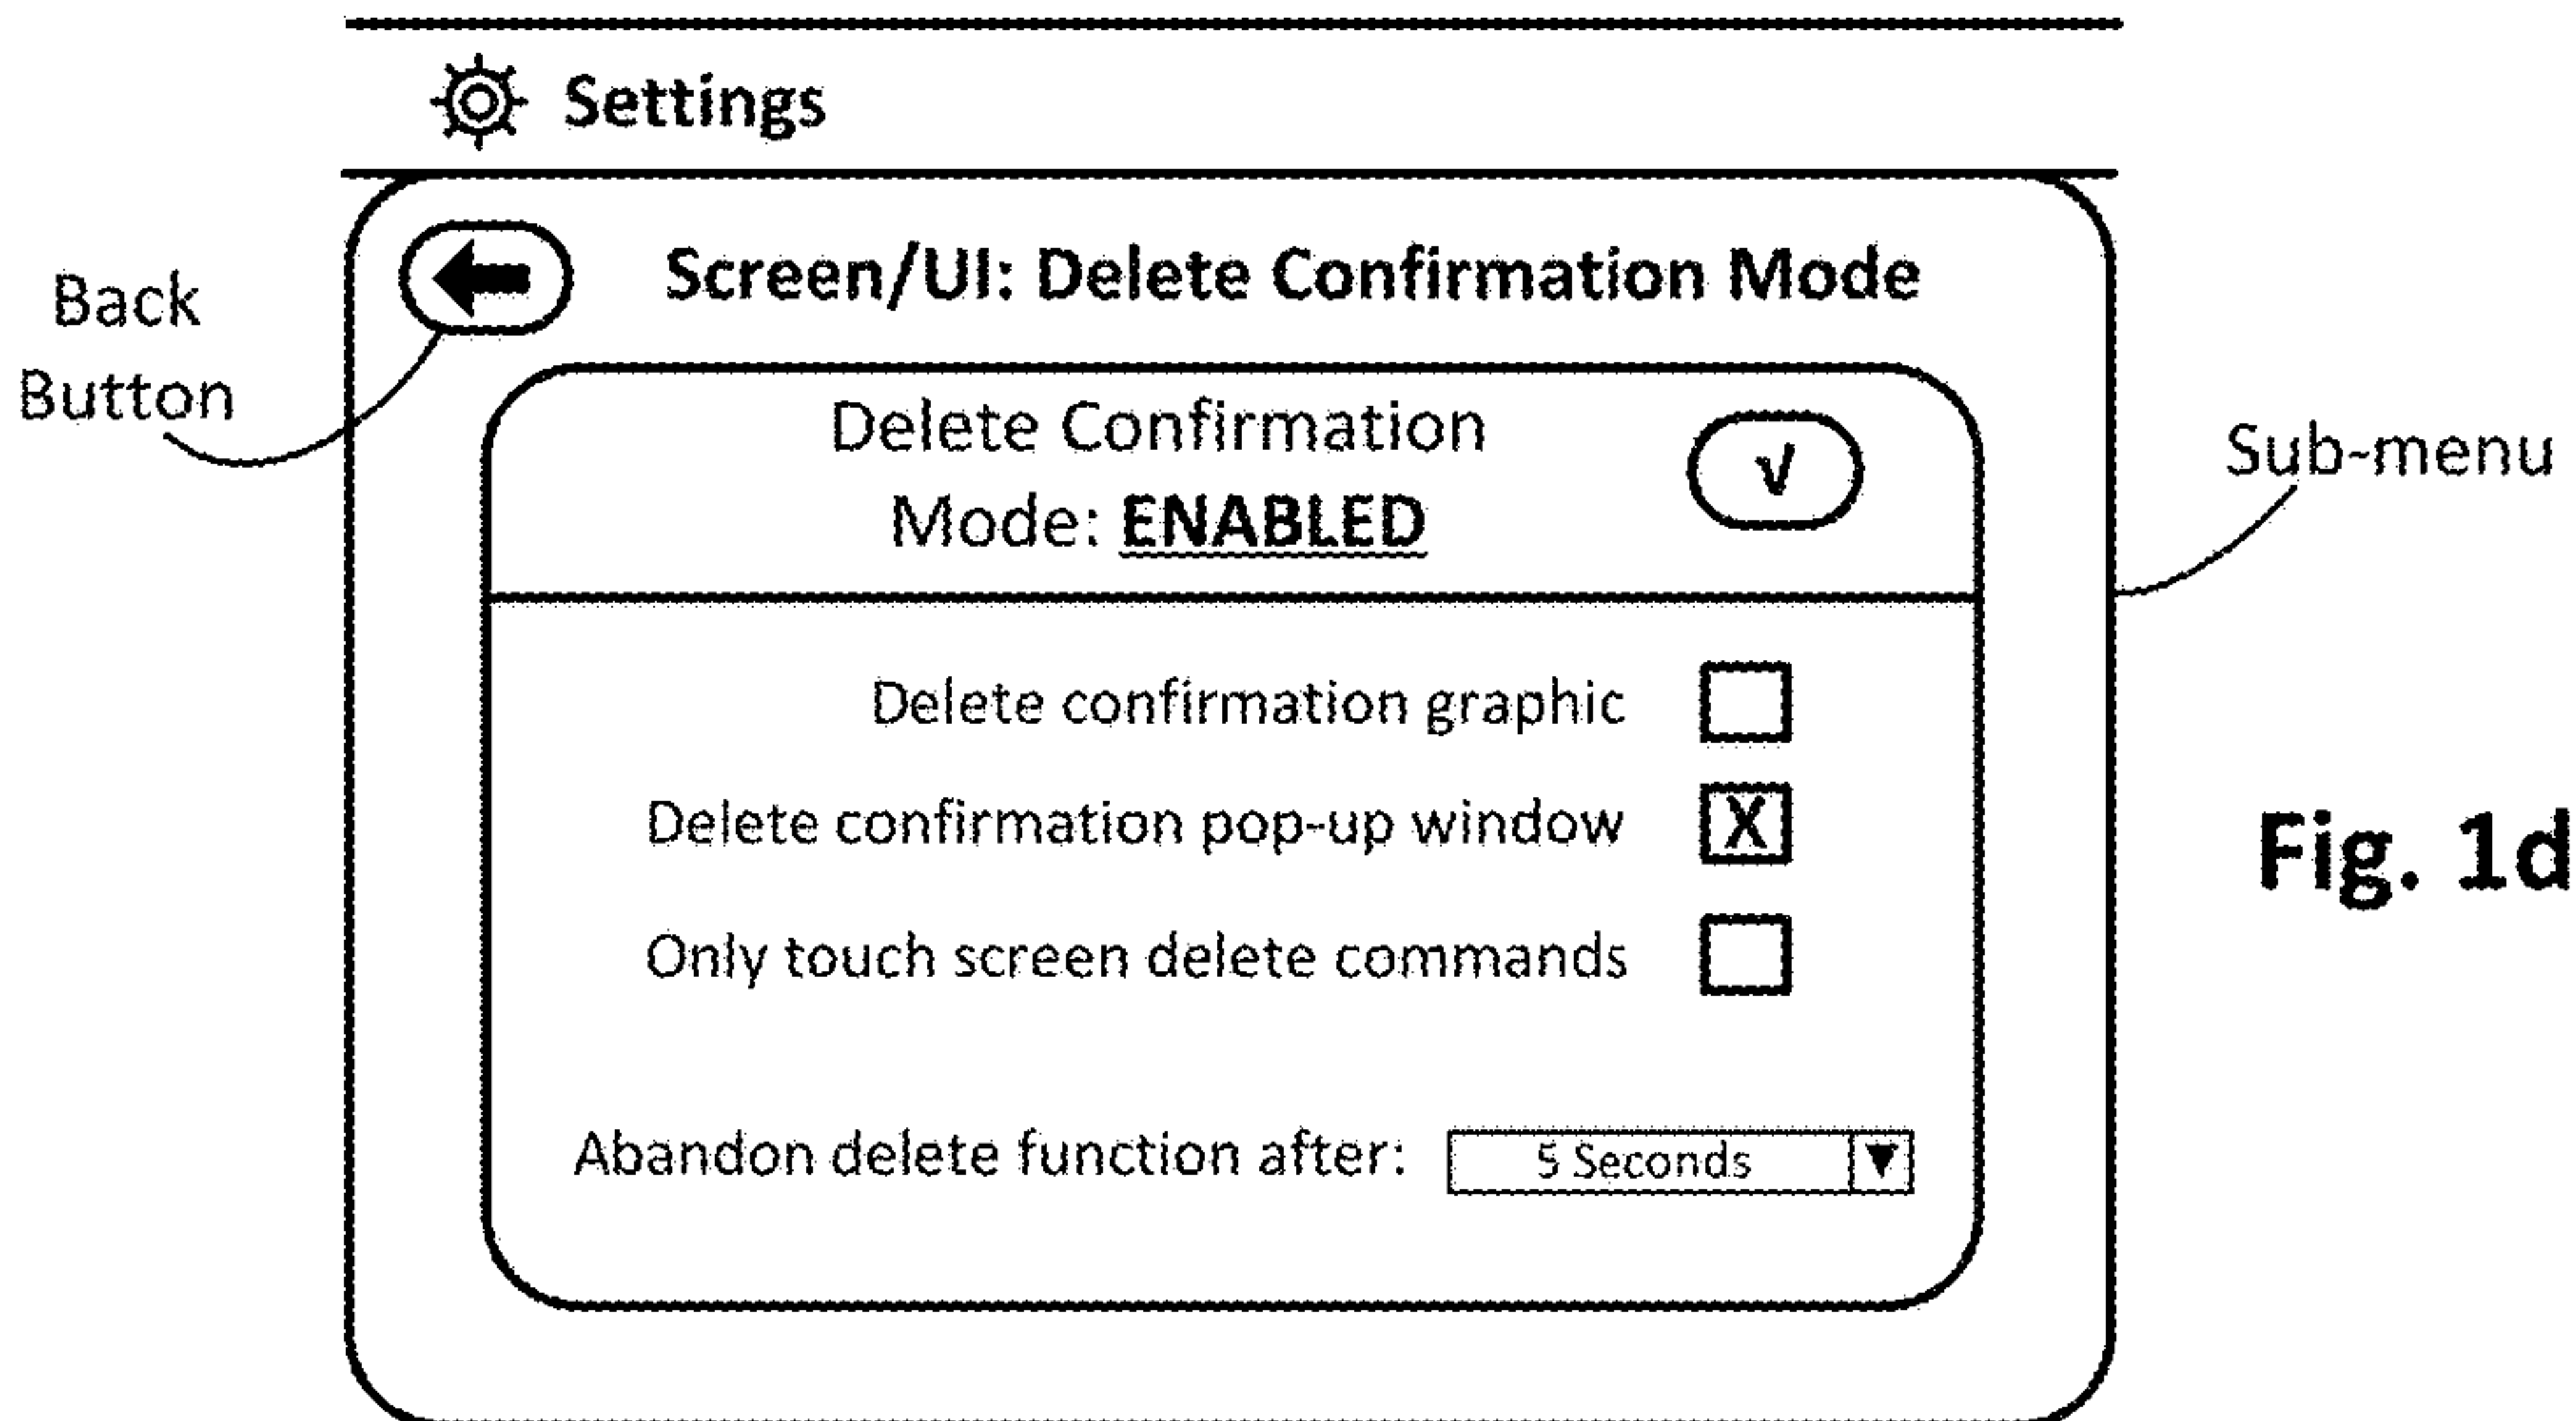 Settings
Back
Button
Screen/UI: Delete Confirmation Mode
Delete Confirmation
Mode: ENABLED
√
Sub-menu
Delete confirmation graphic
Delete confirmation pop-up window X
Only touch screen delete commands
Fig. 1d
Abandon delete function after: 5 Seconds ▼